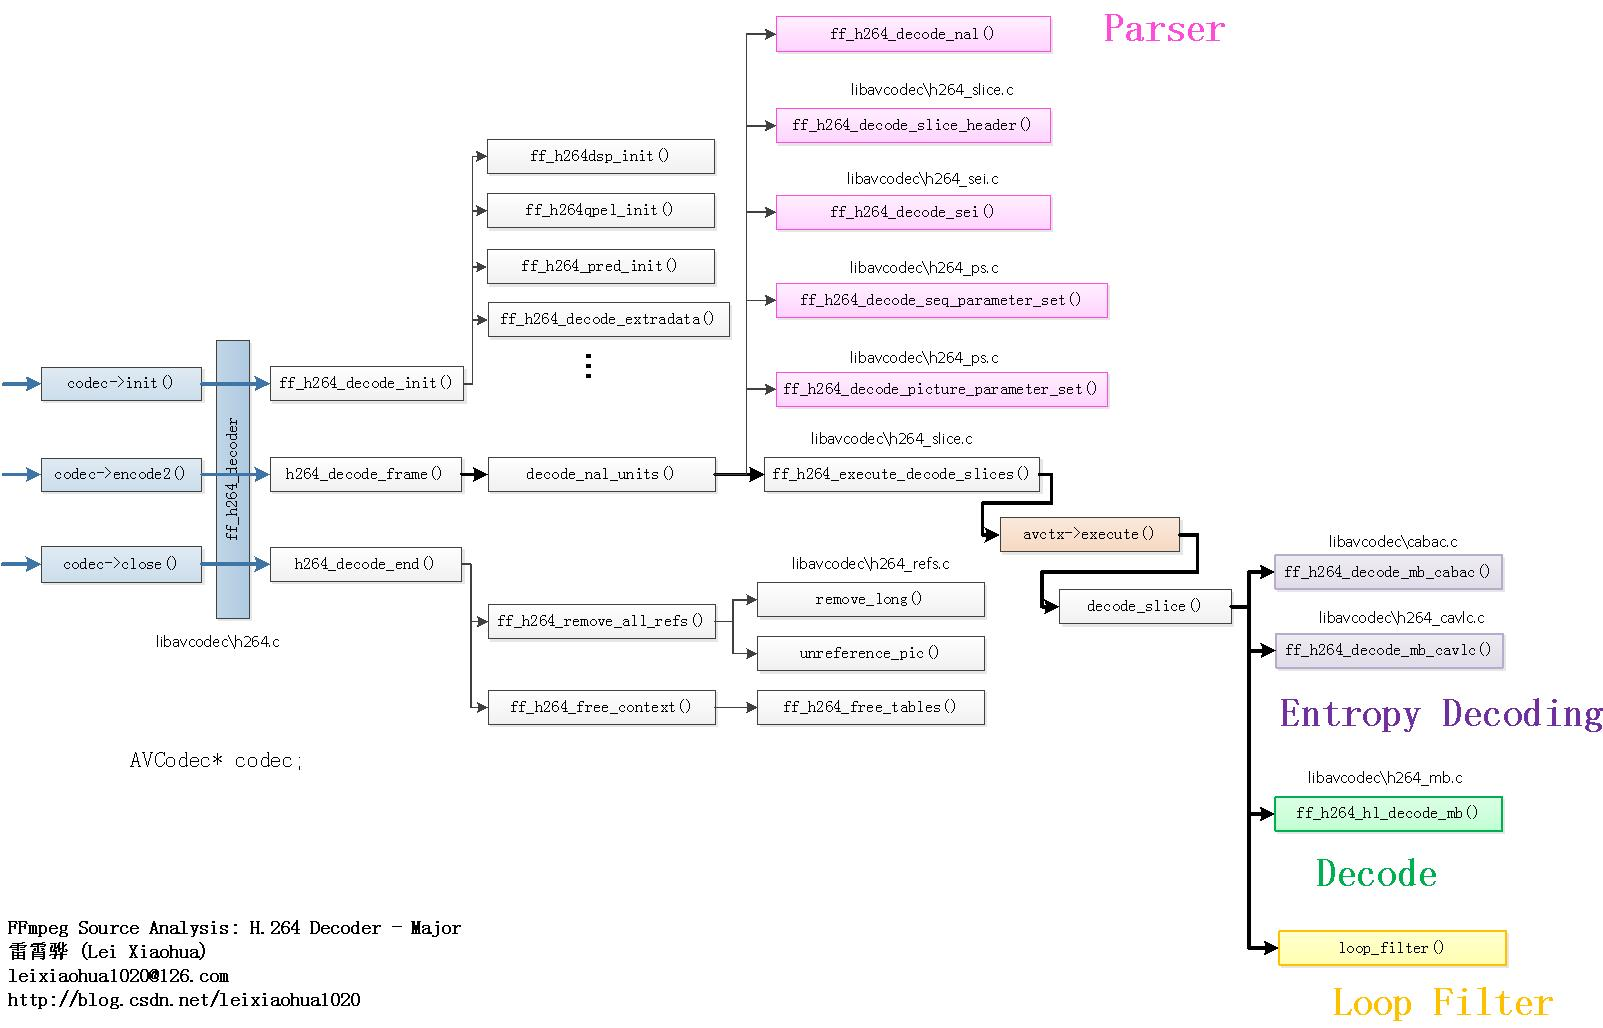 ff_h264_decode_nal()
Parser
libavcodec\h264_slice.c
ff_h264_decode_slice_header()
ff_h264dsp_init()
libavcodec\h264_sei.c
ff_h264qpel_init()
ff_h264_decode_sei()
ff_h264_pred_init()
libavcodec\h264_ps.c
ff_h264_decode_seq_parameter_set()
ff_h264_decode_extradata()
⋮
libavcodec\h264_ps.c
codec->init()
ff_h264_decode_init()
ff_h264_decode_picture_parameter_set()
ff_h264_decoder
libavcodec\h264_slice.c
codec->encode2()
h264_decode_frame()
decode_nal_units()
ff_h264_execute_decode_slices()
avctx->execute()
codec->close()
h264_decode_end()
libavcodec\h264_refs.c
libavcodec\cabac.c
ff_h264_decode_mb_cabac()
remove_long()
decode_slice()
libavcodec\h264.c
ff_h264_remove_all_refs()
libavcodec\h264_cavlc.c
unreference_pic()
ff_h264_decode_mb_cavlc()
ff_h264_free_context()
ff_h264_free_tables()
Entropy Decoding
AVCodec* codec;
libavcodec\h264_mb.c
ff_h264_hl_decode_mb()
Decode
loop_filter()
Loop Filter
FFmpeg Source Analysis: H.264 Decoder - Major
雷霄骅 (Lei Xiaohua)
leixiaohua1020@126.com
http://blog.csdn.net/leixiaohua1020